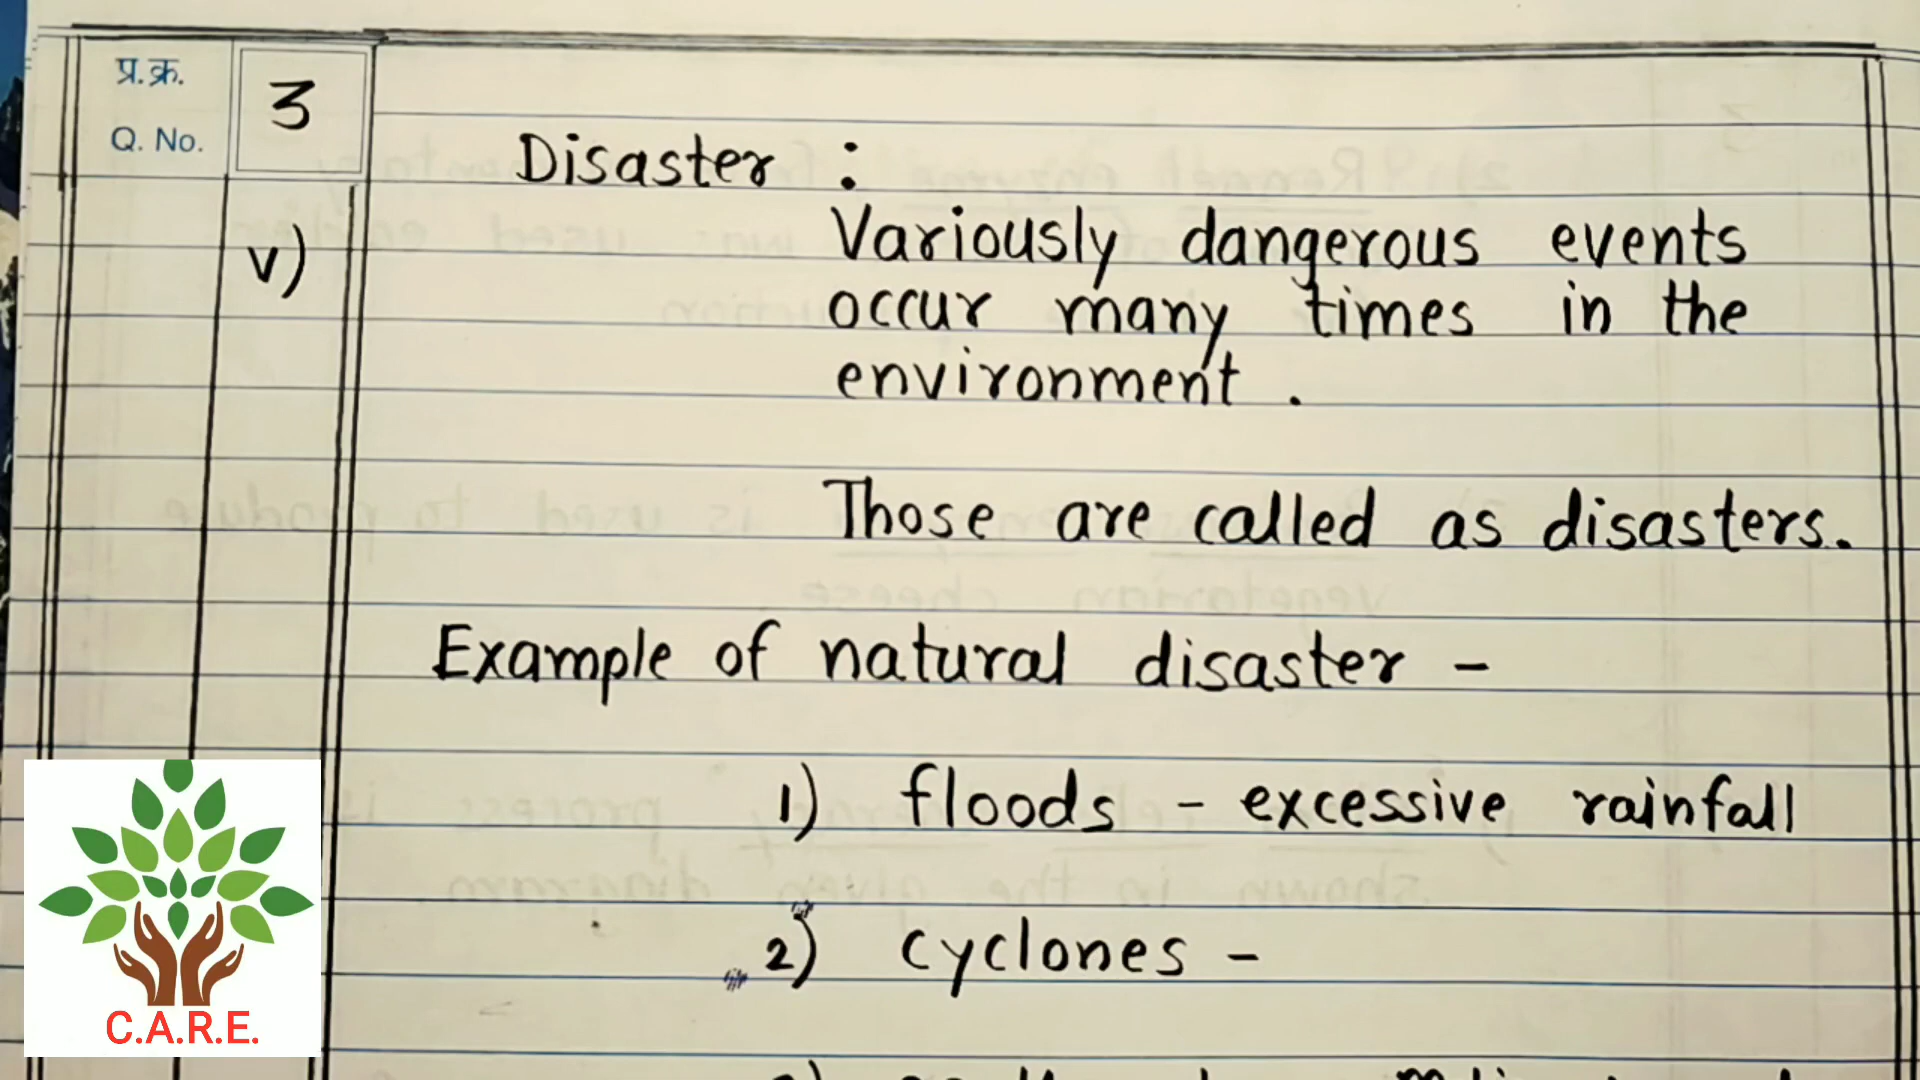 प्र.क्र.
Q. No.
3
Disaster :
v)
Variously dangerous events
occur many times in the
environment .
Those are called as disasters.
Example of natural disaster -
1) floods - excessive rainfall
2) cyclones -
C.A.R.E.